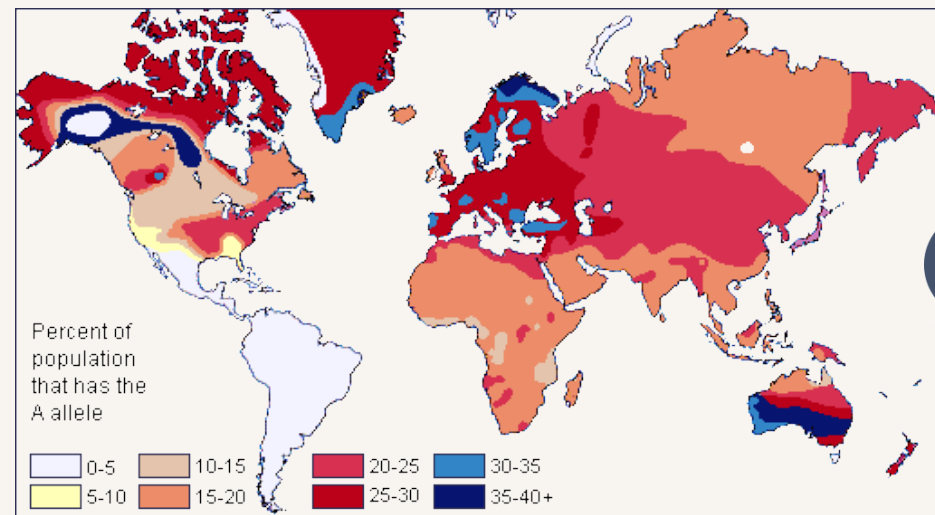 Percent of
population
that has the
A allele
0-5
10-15
20-25
30-35
5-10
15-20
25-30
35-40+